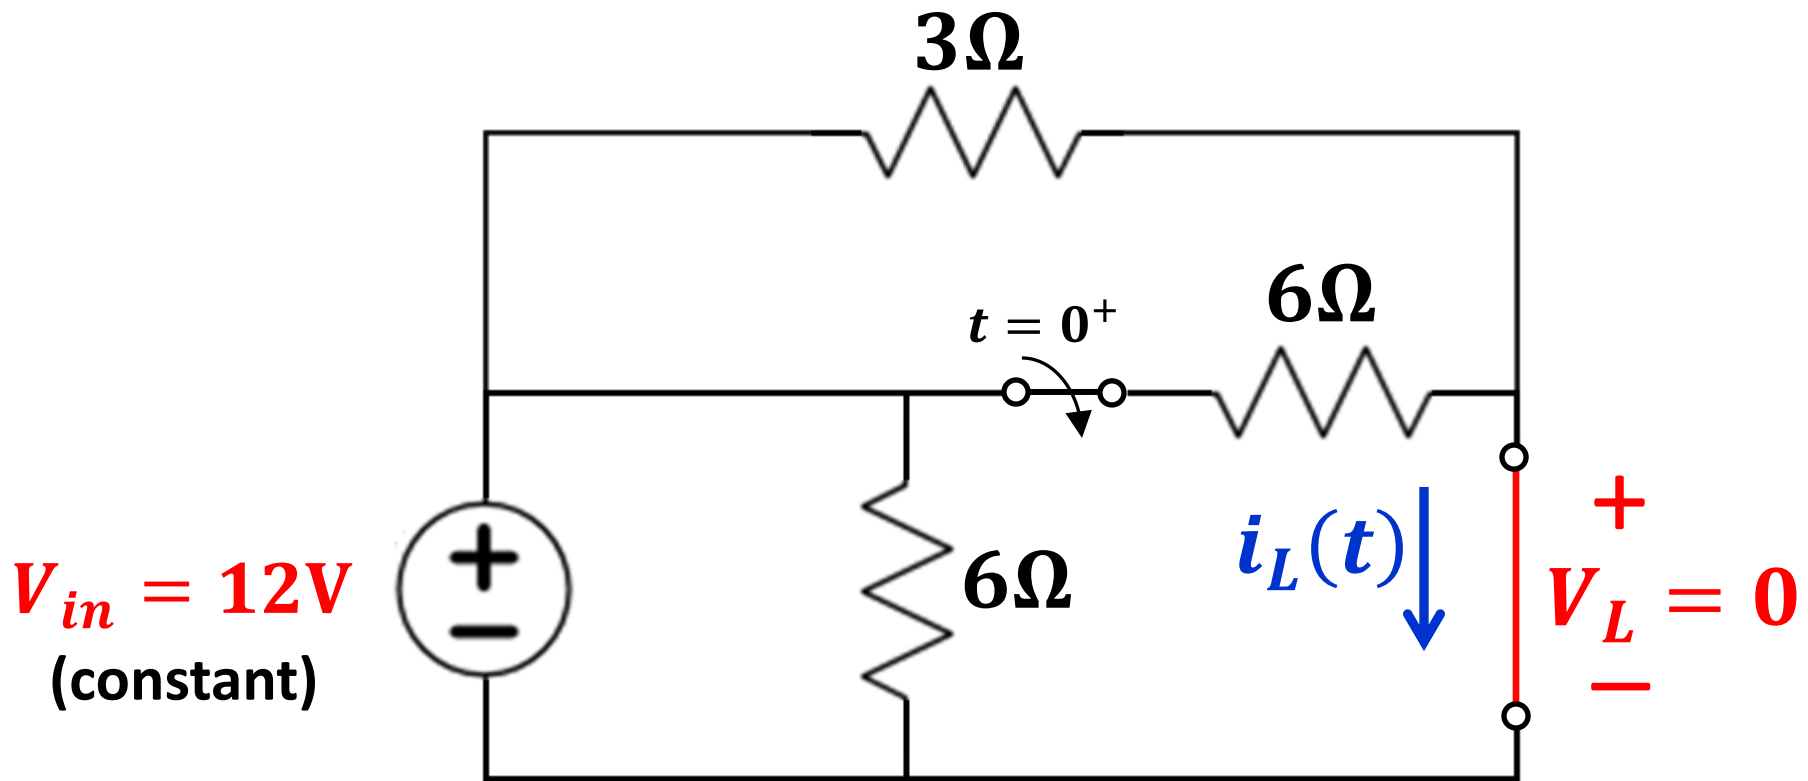 3Ω
6Ω
t = 0⁺
6Ω
i_L(t)
V_in = 12V
(constant)
+
V_L = 0
−